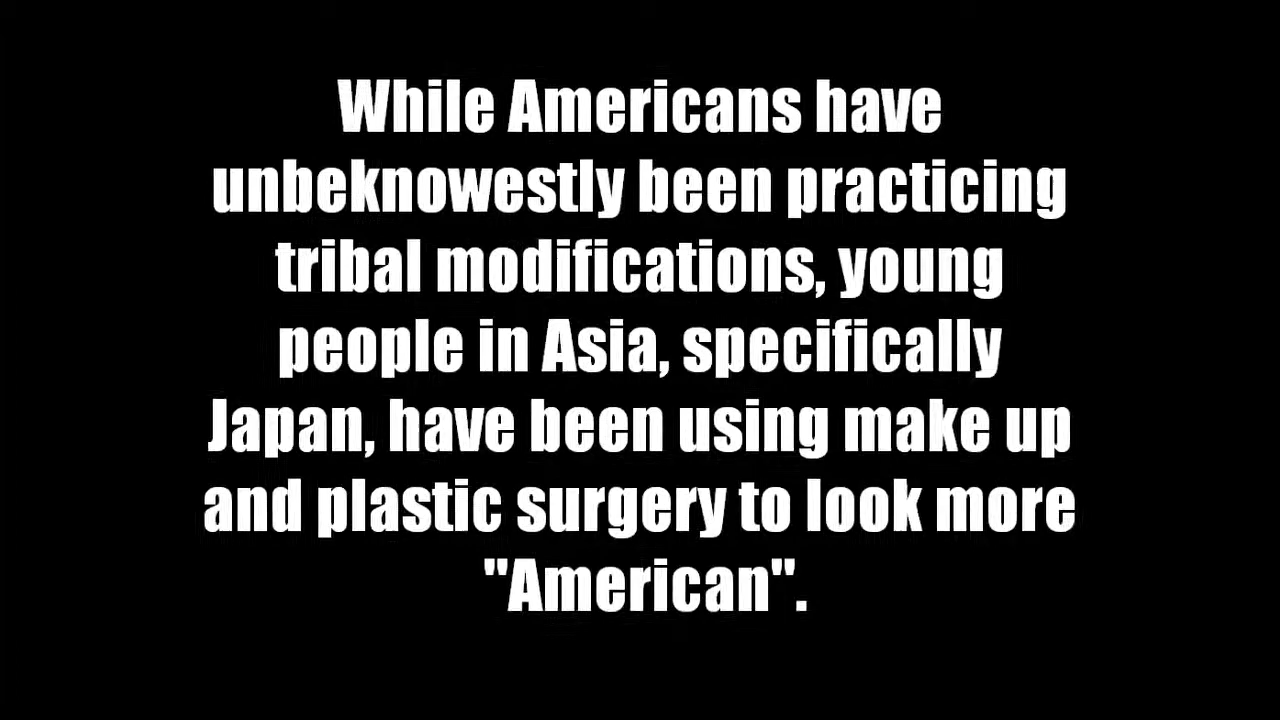 While Americans have
unbeknowestly been practicing
tribal modifications, young
people in Asia, specifically
Japan, have been using make up
and plastic surgery to look more
"American".